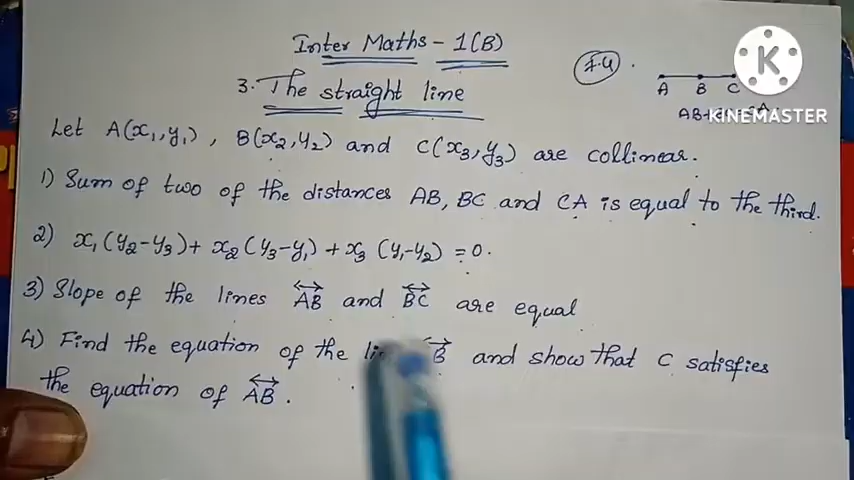 Inter Maths - 1(B)
3. The straight line
A B C
K
KINEMASTER
Let A(x₁,y₁), B(x₂,y₂) and C(x₃,y₃) are collinear.
1) Sum of two of the distances AB, BC and CA is equal to the third.
2) x₁(y₂-y₃)+ x₂(y₃-y₁)+x₃(y₁-y₂)=0.
3) Slope of the lines AB and BC are equal
4) Find the equation of the B and show that C satisfies
the equation of AB.